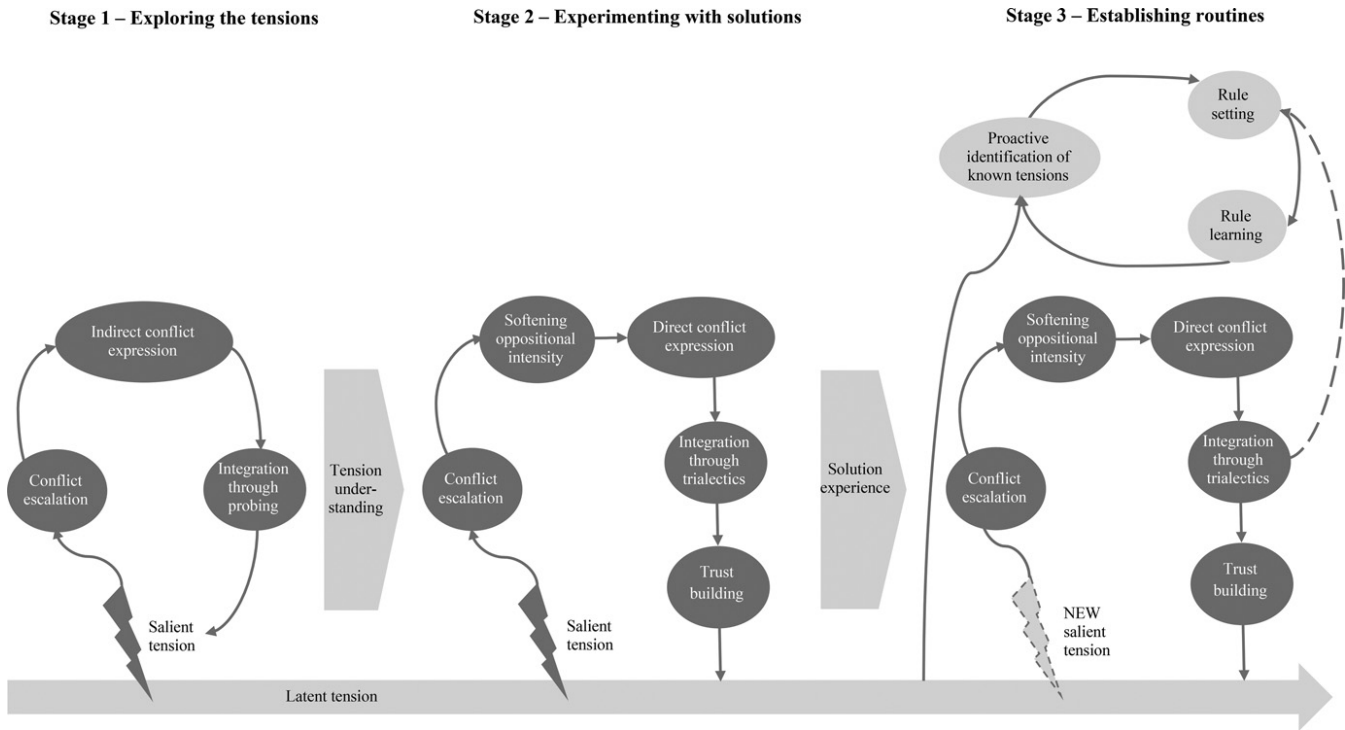 Stage 1 – Exploring the tensions
Stage 2 – Experimenting with solutions
Stage 3 – Establishing routines
Rule
setting
Proactive
identification of
known tensions
Rule
learning
Indirect conflict
expression
Conflict
escalation
Integration
through
probing
Salient
tension
Tension
under-
standing
Softening
oppositional
intensity
Direct conflict
expression
Conflict
escalation
Integration
through
trialectics
Trust
building
Salient
tension
Solution
experience
Softening
oppositional
intensity
Direct conflict
expression
Conflict
escalation
Integration
through
trialectics
Trust
building
NEW
salient
tension
Latent tension